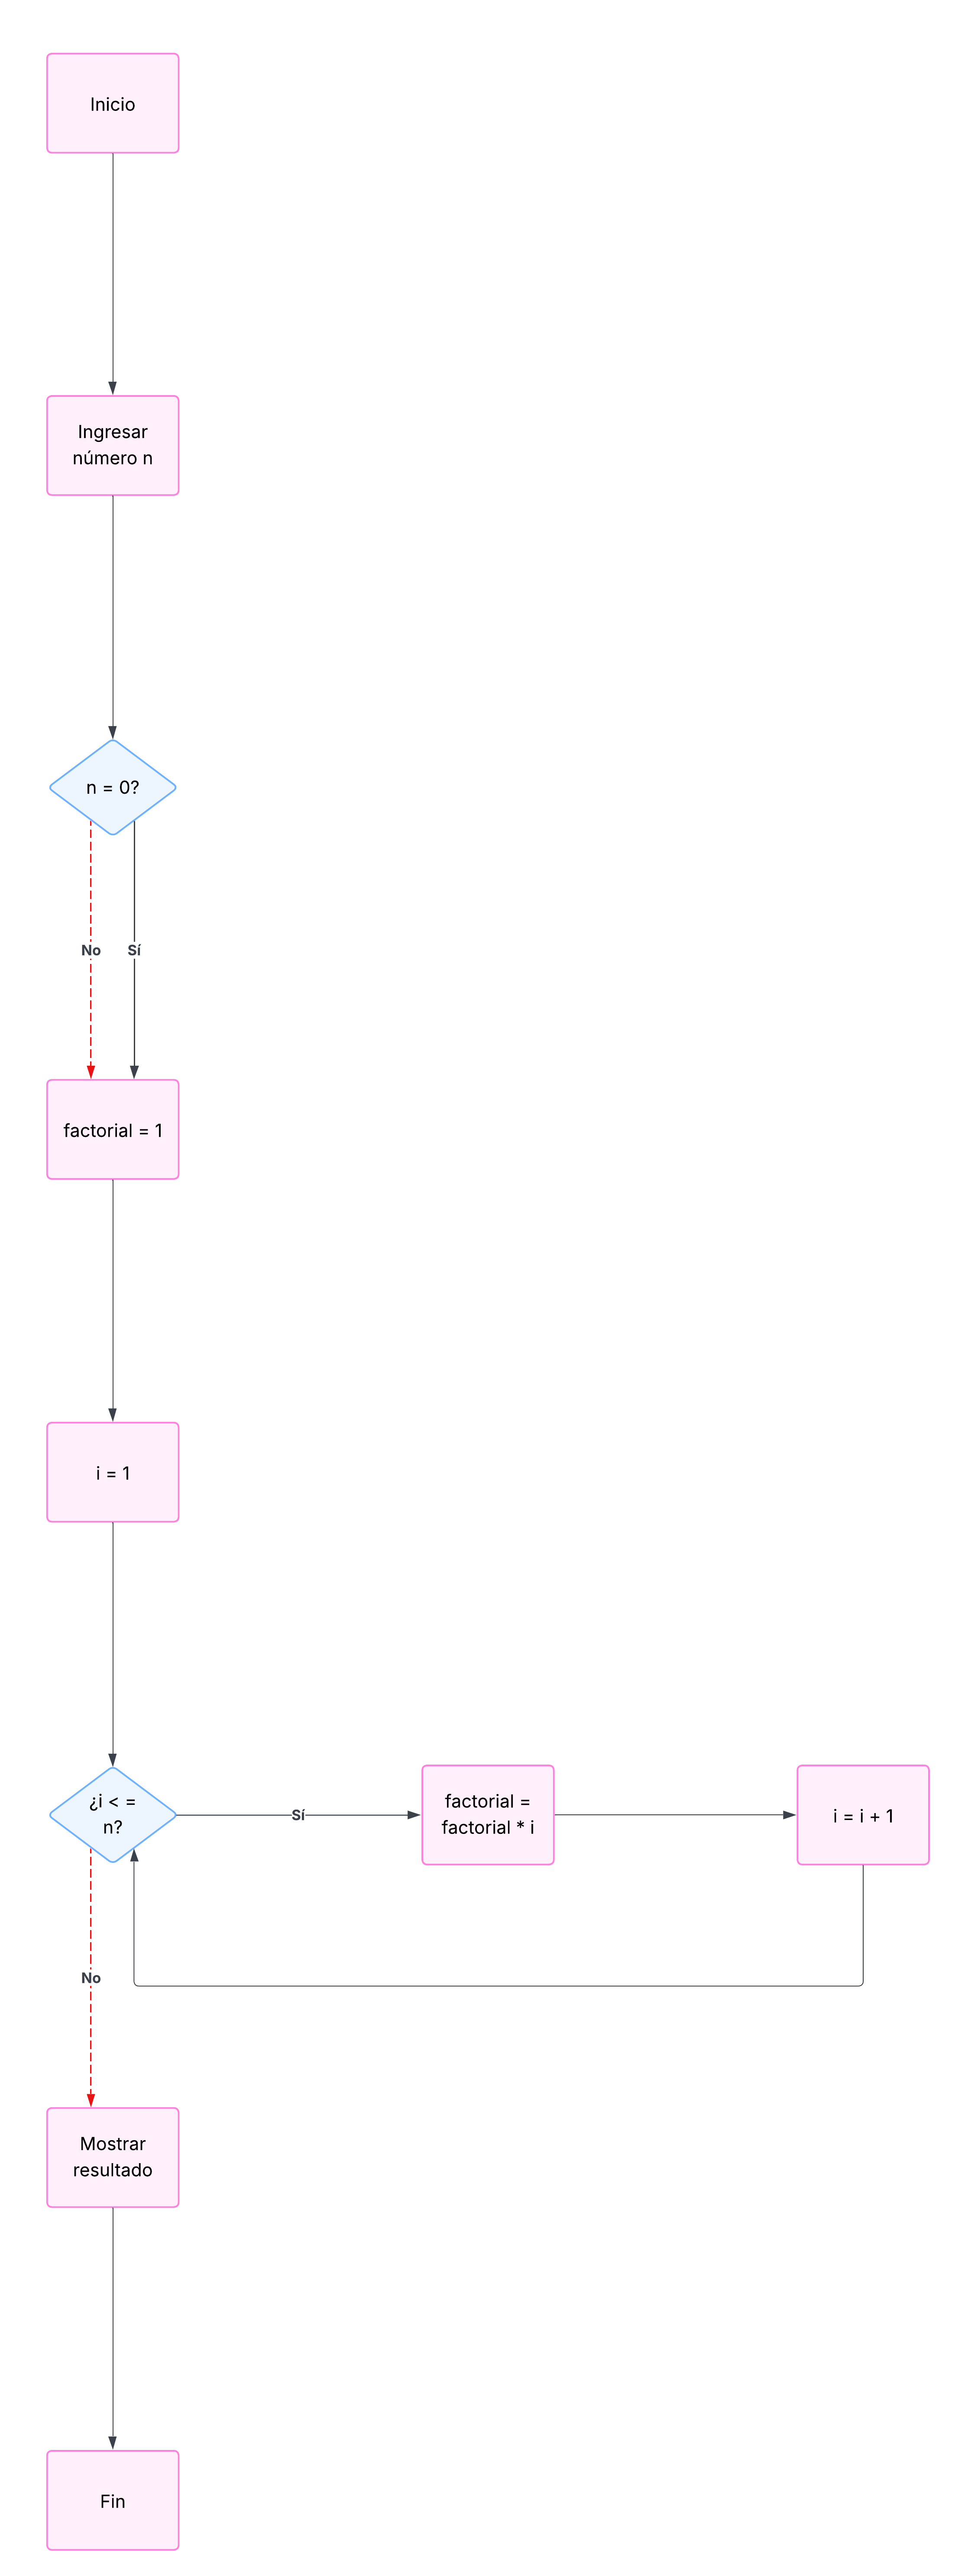 Inicio
Ingresar
número n
n = 0?
No
Sí
factorial = 1
i = 1
¿i < =
n?
Sí
factorial =
factorial * i
i = i + 1
No
Mostrar
resultado
Fin